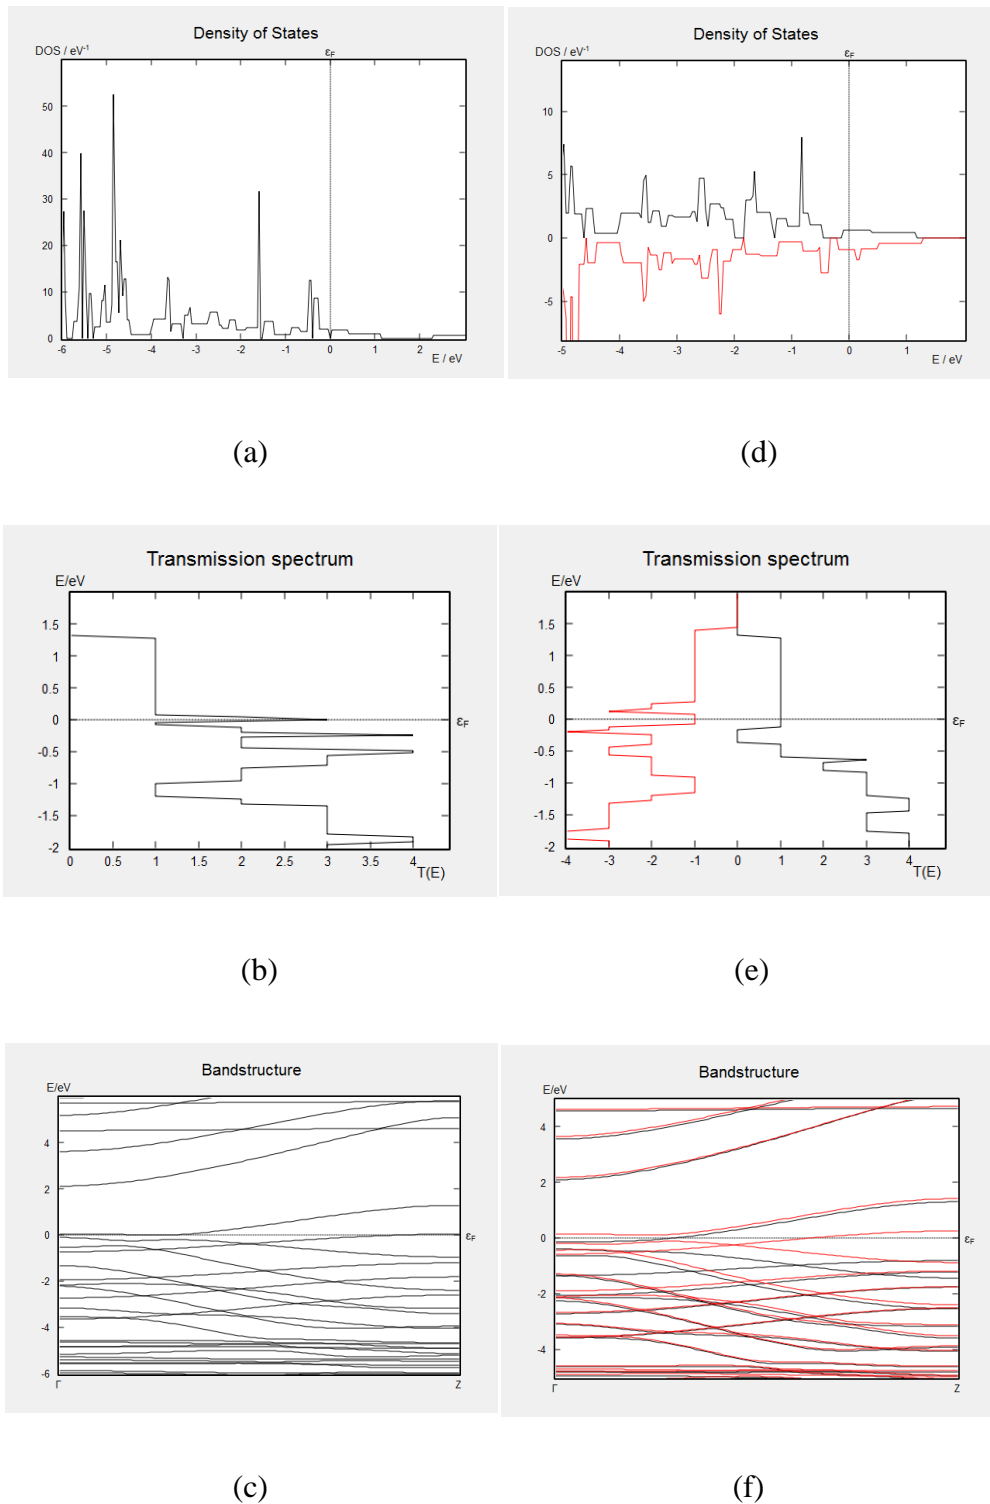 Density of States
DOS / eV-1
εF
50
40
30
20
10
0
-6 -5 -4 -3 -2 -1 0 1 2
E / eV
(a)
Density of States
DOS / eV-1
εF
10
5
0
-5
-5 -4 -3 -2 -1 0 1
E / eV
(d)
Transmission spectrum
E/eV
1.5
1
0.5
0
-0.5
-1
-1.5
-2
εF
0 0.5 1 1.5 2 2.5 3 3.5 4
T(E)
(b)
Transmission spectrum
E/eV
1.5
1
0.5
0
-0.5
-1
-1.5
-2
εF
-4 -3 -2 -1 0 1 2 3 4
T(E)
(e)
Bandstructure
E/eV
4
2
0
-2
-4
-6
εF
Γ Z
(c)
Bandstructure
E/eV
4
2
0
-2
-4
εF
Γ Z
(f)